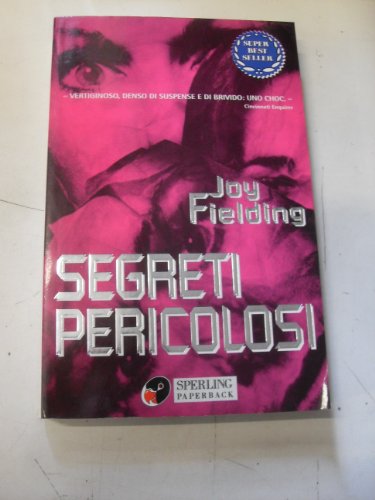 SUPER
BEST
SELLER
– VERTIGINOSO, DENSO DI SUSPENSE E DI BRIVIDO: UNO CHOC. –
Cincinnati Enquirer
Joy
Fielding
SEGRETI
PERICOLOSI
SPERLING
PAPERBACK